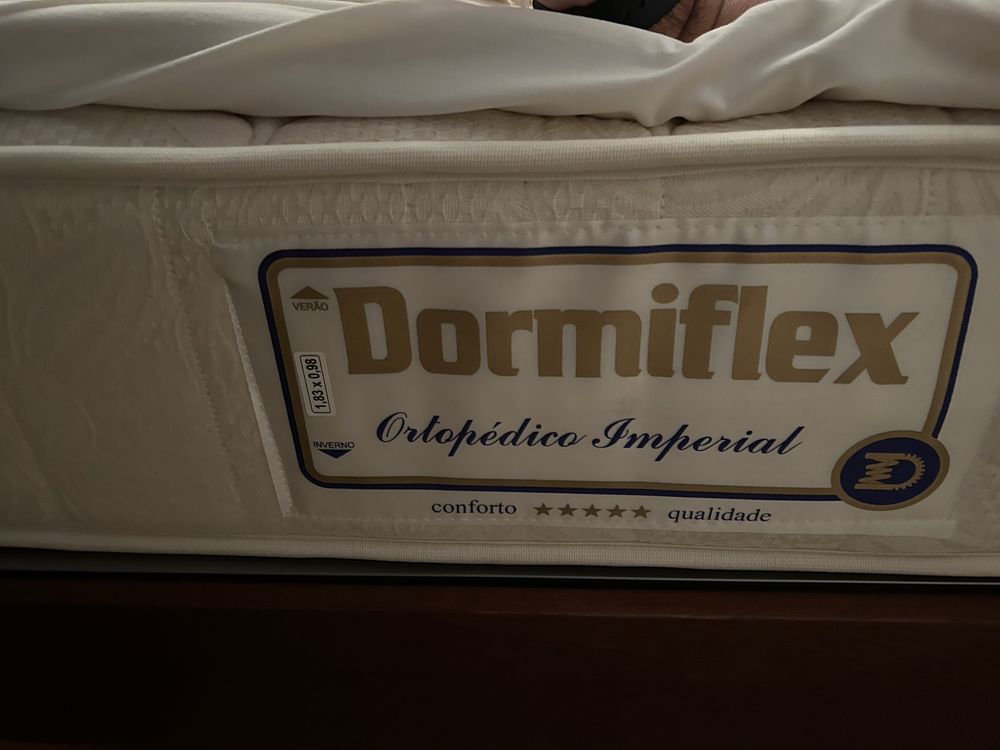 VERÃO
Dormiflex
1,83 x 0,98
Ortopédico Imperial
INVERNO
conforto ★★★★★ qualidade